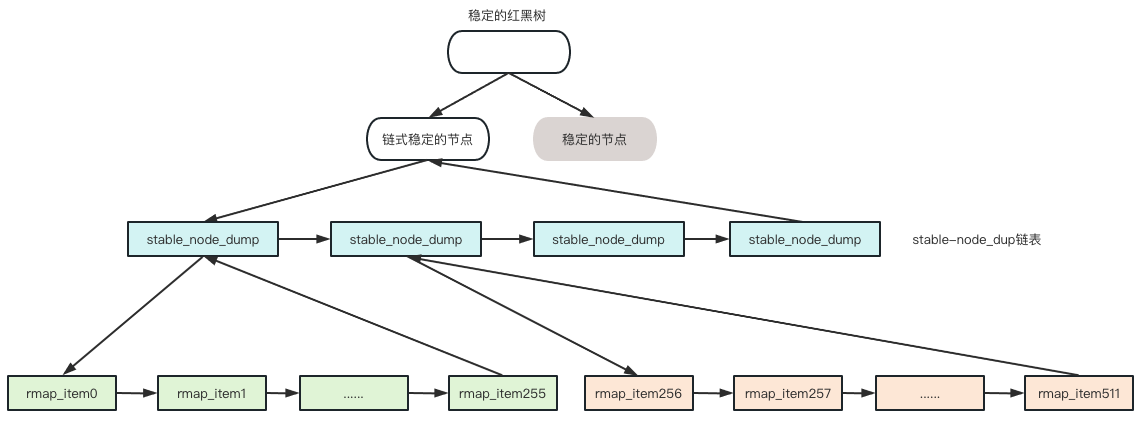 稳定的红黑树
链式稳定的节点
稳定的节点
stable_node_dump
stable_node_dump
stable_node_dump
stable_node_dump
stable-node_dup链表
rmap_item0
rmap_item1
......
rmap_item255
rmap_item256
rmap_item257
......
rmap_item511